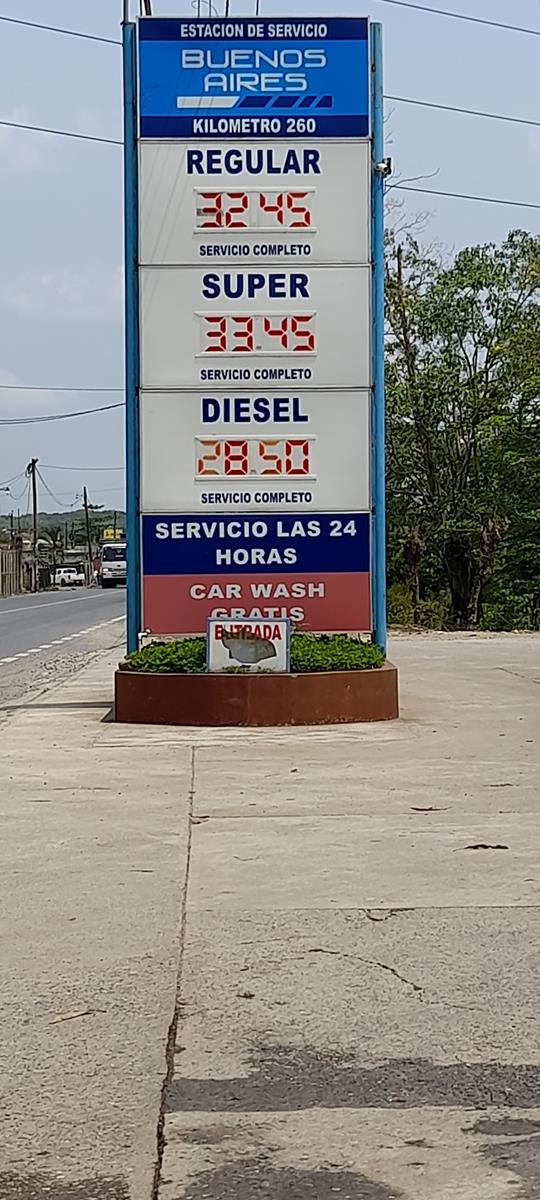 ESTACION DE SERVICIO
BUENOS
AIRES
KILOMETRO 260
REGULAR
32 45
SERVICIO COMPLETO
SUPER
33.45
SERVICIO COMPLETO
DIESEL
28.50
SERVICIO COMPLETO
SERVICIO LAS 24
HORAS
CAR WASH
GRATIS
ENTRADA